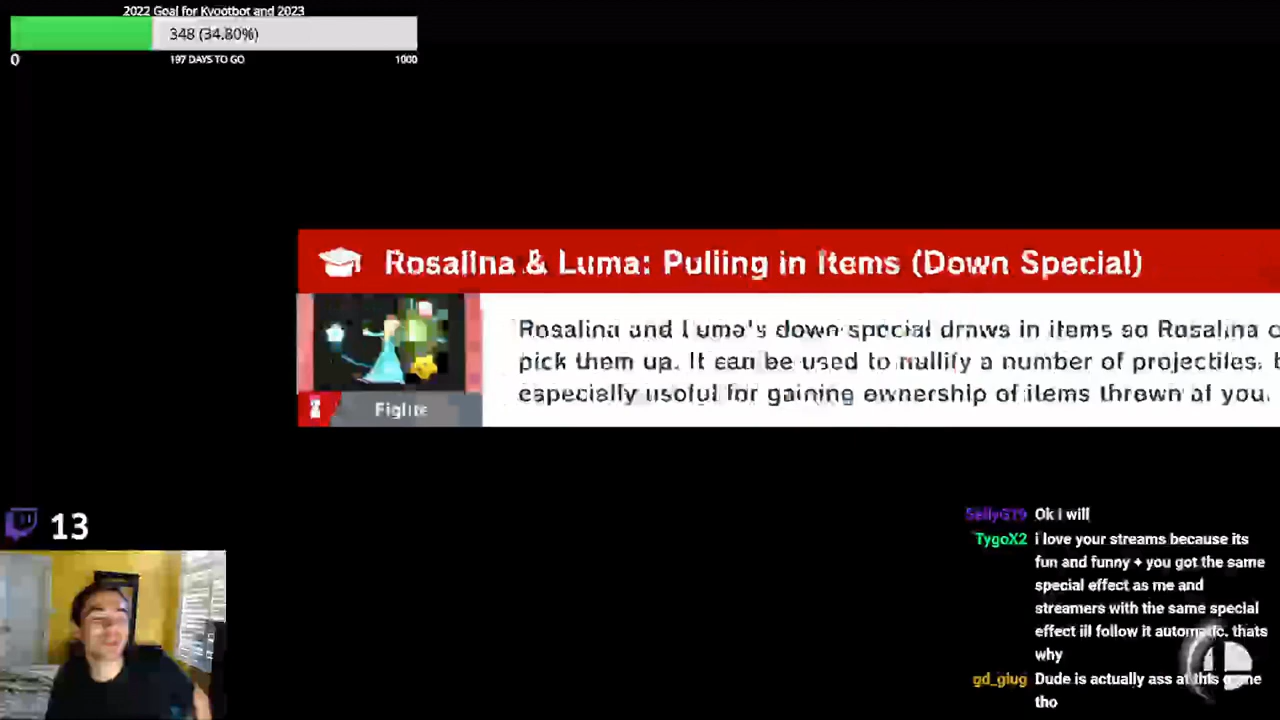 2022 Goal for Kvootbot and 2023
348 (34.80%)
0
197 DAYS TO GO
1000
Rosalina & Luma: Pulling in Items (Down Special)
Rosalina and Luma's down special draws in items so Rosalina
pick them up. It can be used to nullify a number of projectiles.
especially useful for gaining ownership of items thrown at you.
13
SellyG19 Ok i will
TygoX2 i love your streams because its
fun and funny + you got the same
special effect as me and
streamers with the same special
effect ill follow it automatic. thats
why
gd_glug Dude is actually ass at this game
tho